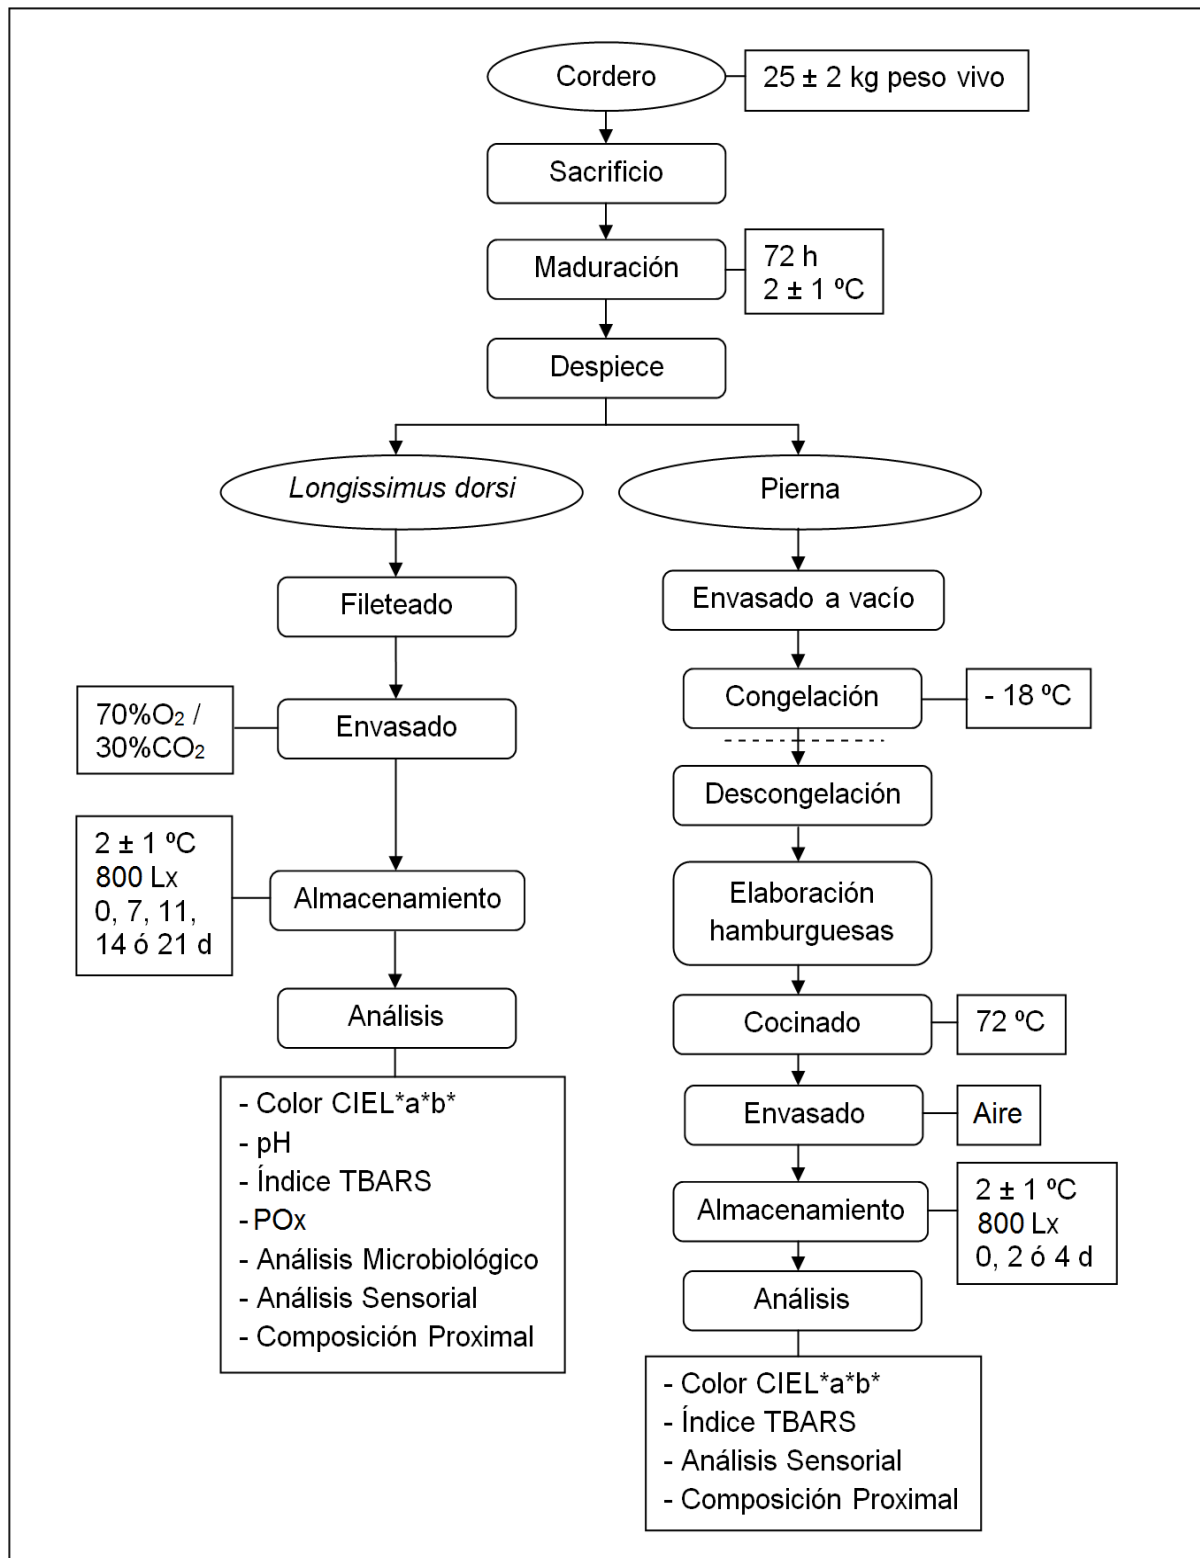 Cordero
25 ± 2 kg peso vivo
Sacrificio
Maduración
72 h
2 ± 1 ºC
Despiece
Longissimus dorsi
Fileteado
70%O₂ /
30%CO₂
Envasado
2 ± 1 ºC
800 Lx
0, 7, 11,
14 ó 21 d
Almacenamiento
Análisis
- Color CIEL*a*b*
- pH
- Índice TBARS
- POx
- Análisis Microbiológico
- Análisis Sensorial
- Composición Proximal
Pierna
Envasado a vacío
Congelación
- 18 ºC
Descongelación
Elaboración
hamburguesas
Cocinado
72 ºC
Envasado
Aire
Almacenamiento
2 ± 1 ºC
800 Lx
0, 2 ó 4 d
Análisis
- Color CIEL*a*b*
- Índice TBARS
- Análisis Sensorial
- Composición Proximal